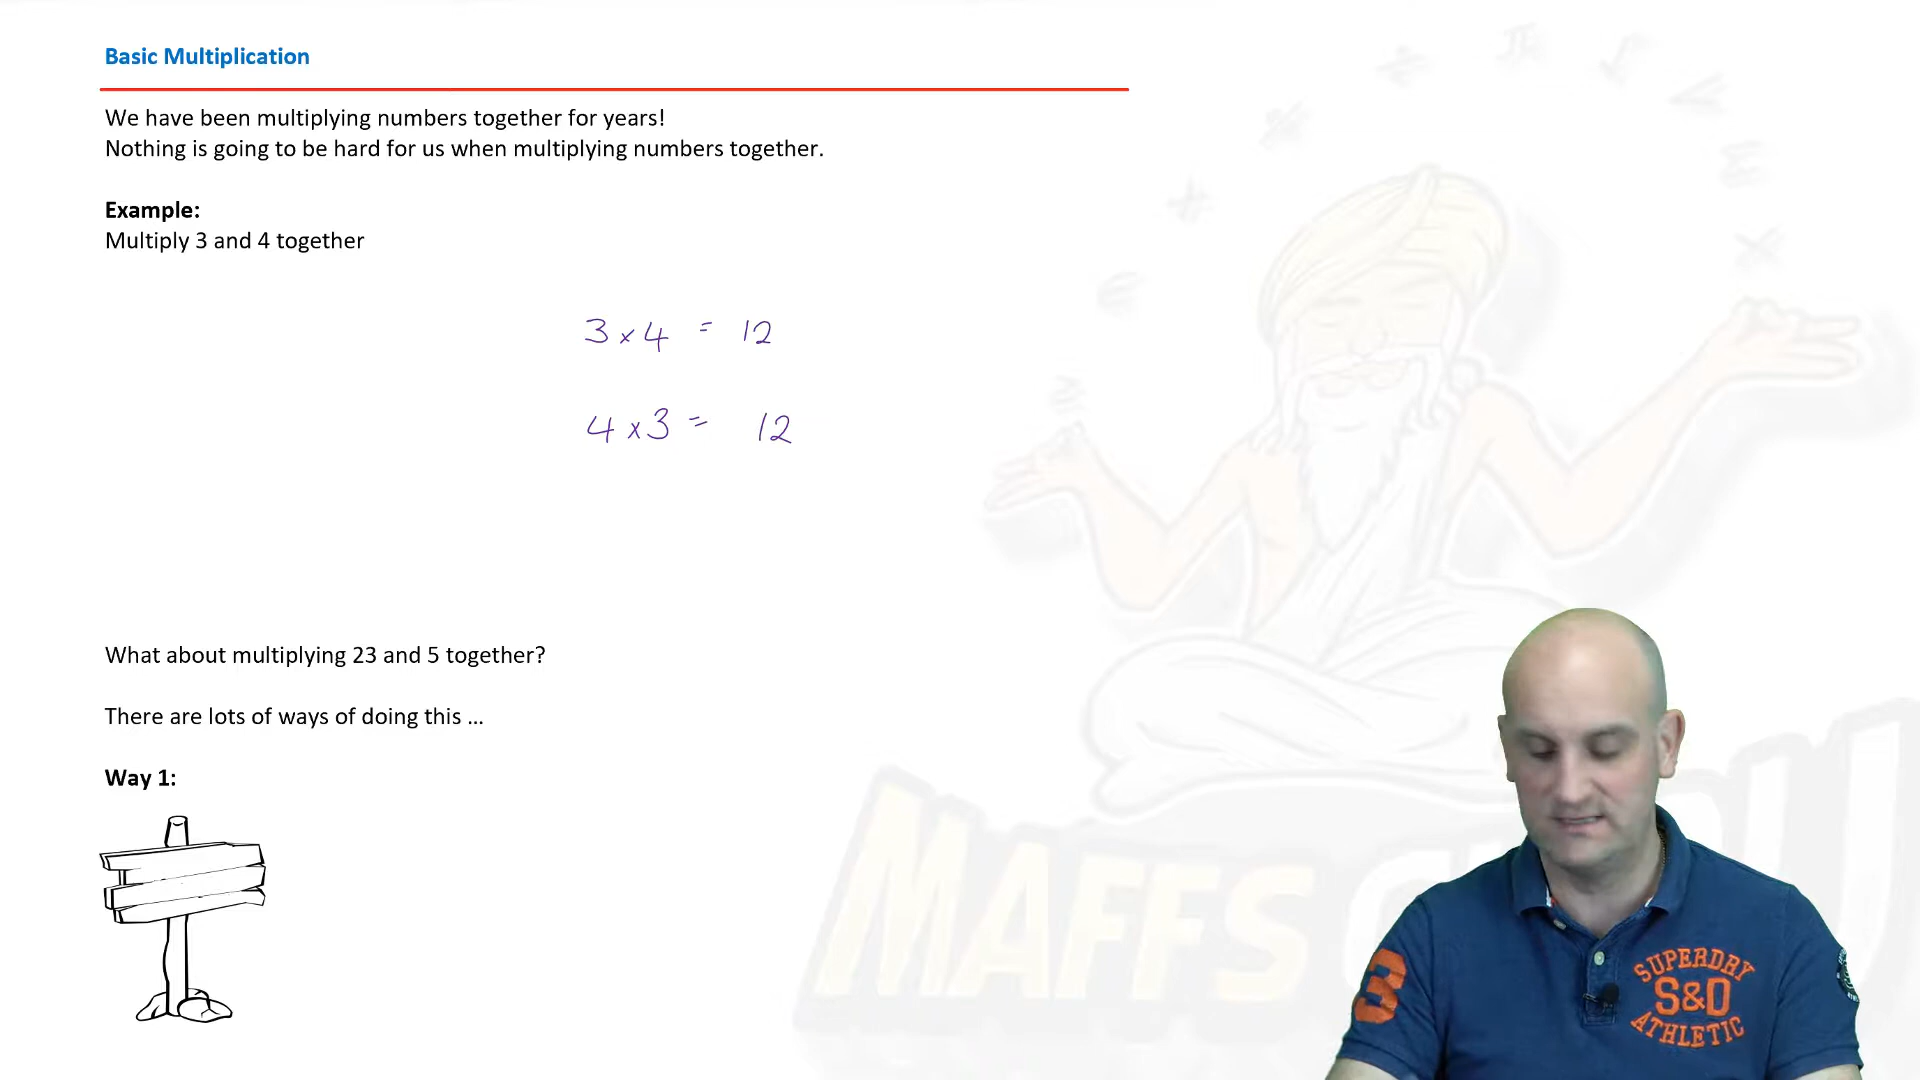 Basic Multiplication
We have been multiplying numbers together for years!
Nothing is going to be hard for us when multiplying numbers together.
Example:
Multiply 3 and 4 together
3 × 4 = 12
4 × 3 = 12
What about multiplying 23 and 5 together?
There are lots of ways of doing this ...
Way 1:
MAFFS
3
SUPERDRY
S&D
ATHLETIC